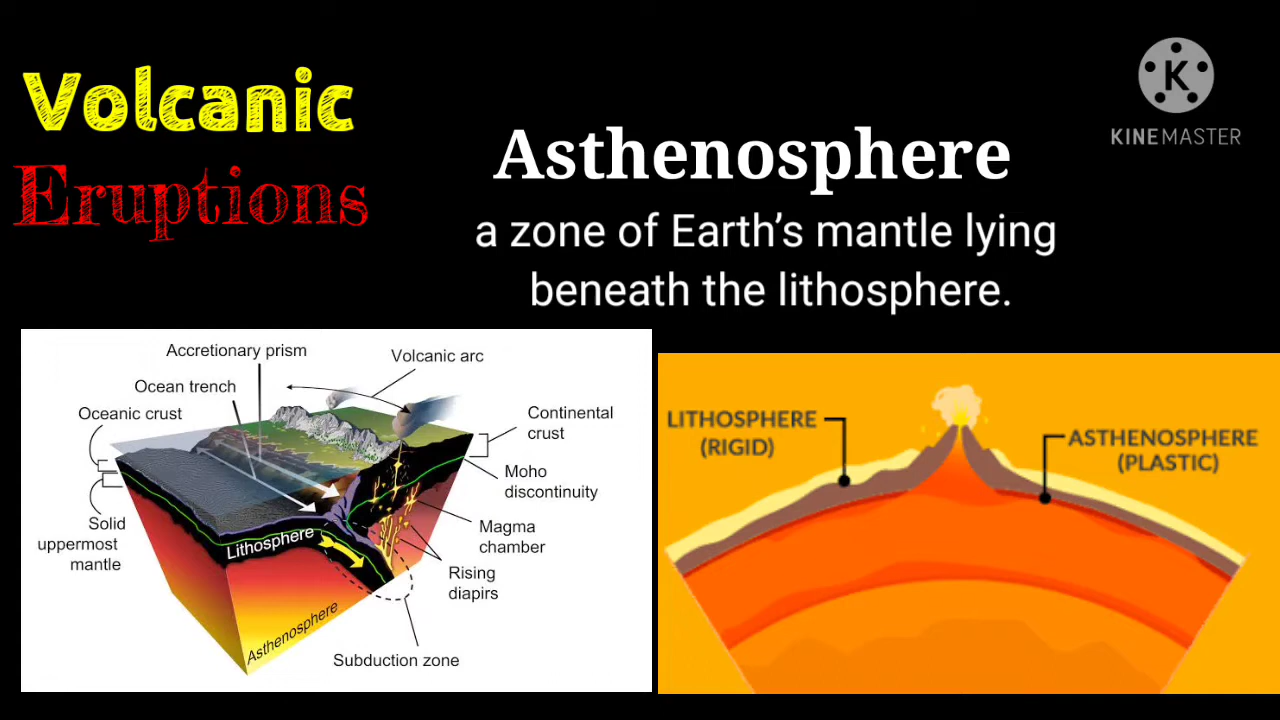 Volcanic
Eruptions
K
KINEMASTER
Asthenosphere
a zone of Earth’s mantle lying
beneath the lithosphere.
Accretionary prism
Volcanic arc
Ocean trench
Oceanic crust
Continental
crust
Moho
discontinuity
Solid
uppermost
mantle
Lithosphere
Magma
chamber
Rising
diapirs
Asthenosphere
Subduction zone
LITHOSPHERE
(RIGID)
ASTHENOSPHERE
(PLASTIC)